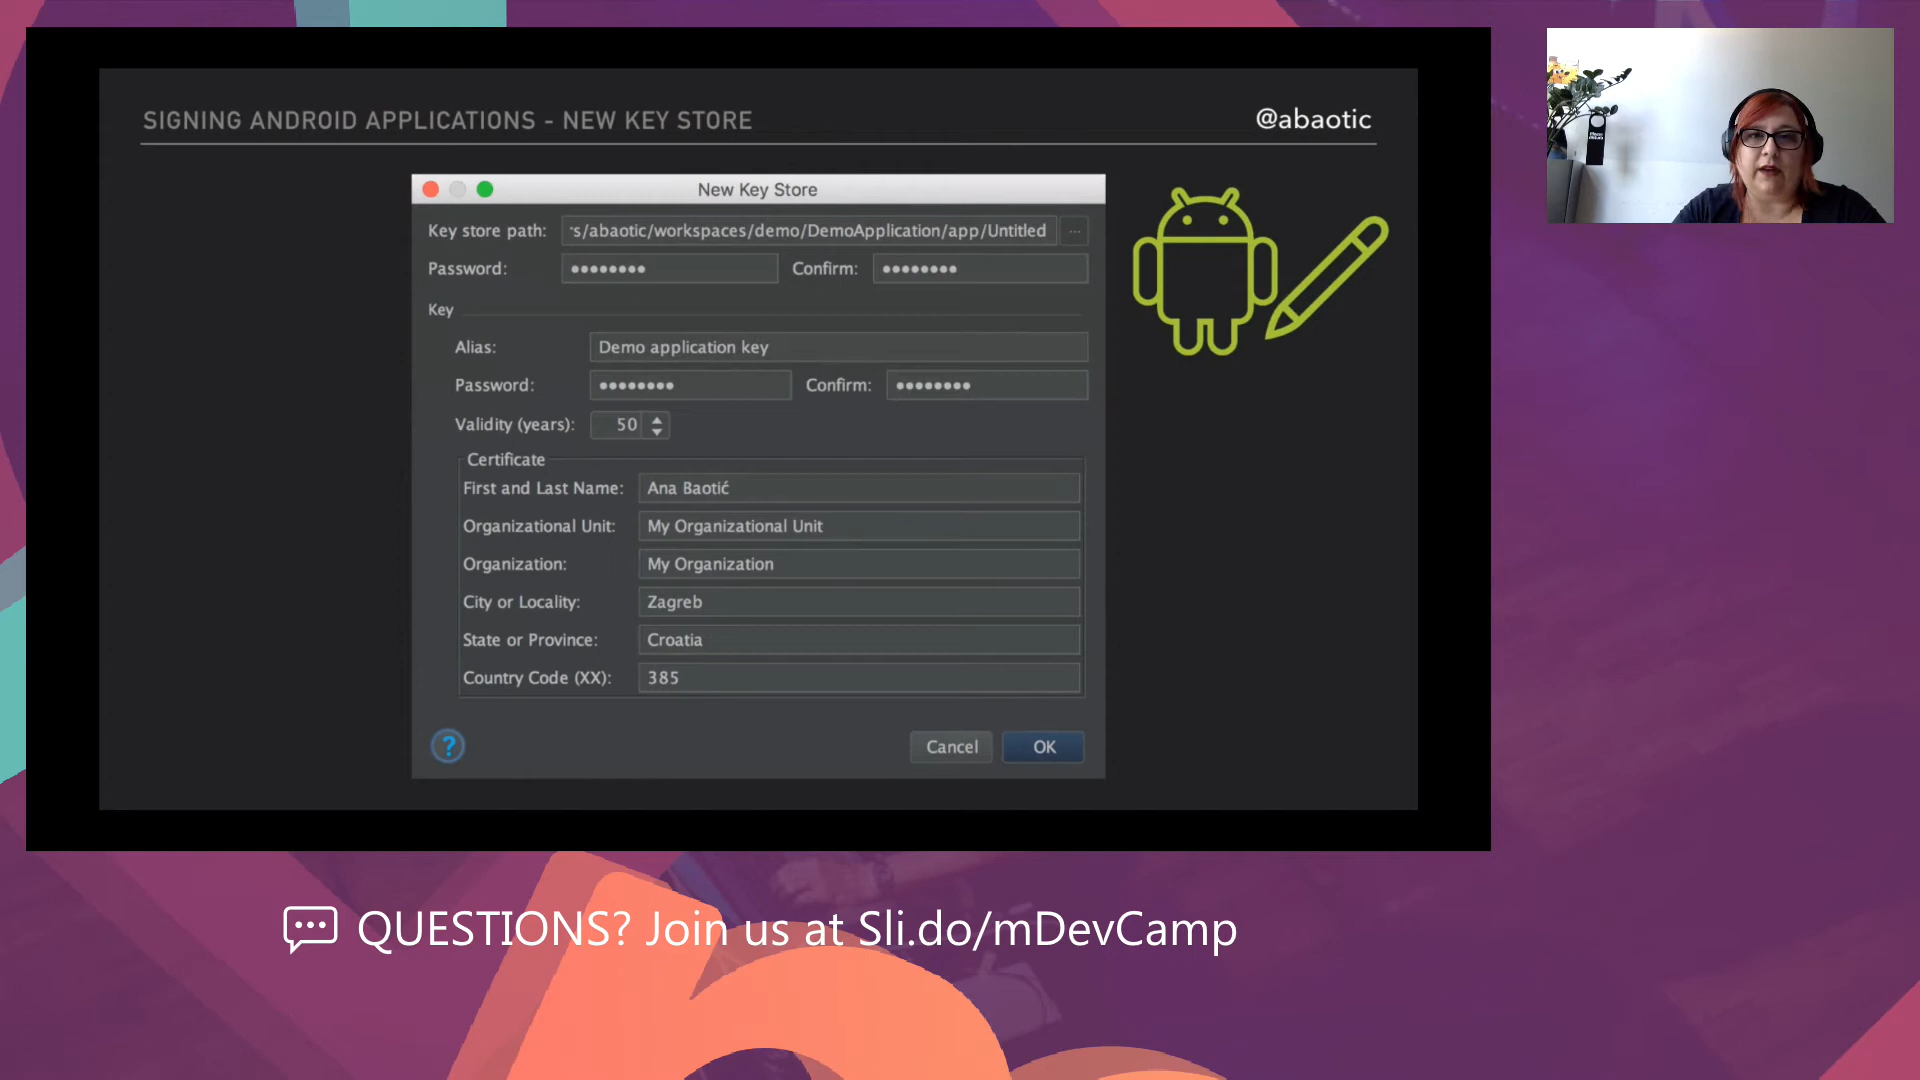 SIGNING ANDROID APPLICATIONS - NEW KEY STORE
@abaotic
New Key Store
Key store path: s/abaotic/workspaces/demo/DemoApplication/app/Untitled ...
Password: •••••••• Confirm: ••••••••
Key
Alias: Demo application key
Password: •••••••• Confirm: ••••••••
Validity (years): 50
Certificate
First and Last Name: Ana Baotić
Organizational Unit: My Organizational Unit
Organization: My Organization
City or Locality: Zagreb
State or Province: Croatia
Country Code (XX): 385
? Cancel OK
QUESTIONS? Join us at Sli.do/mDevCamp